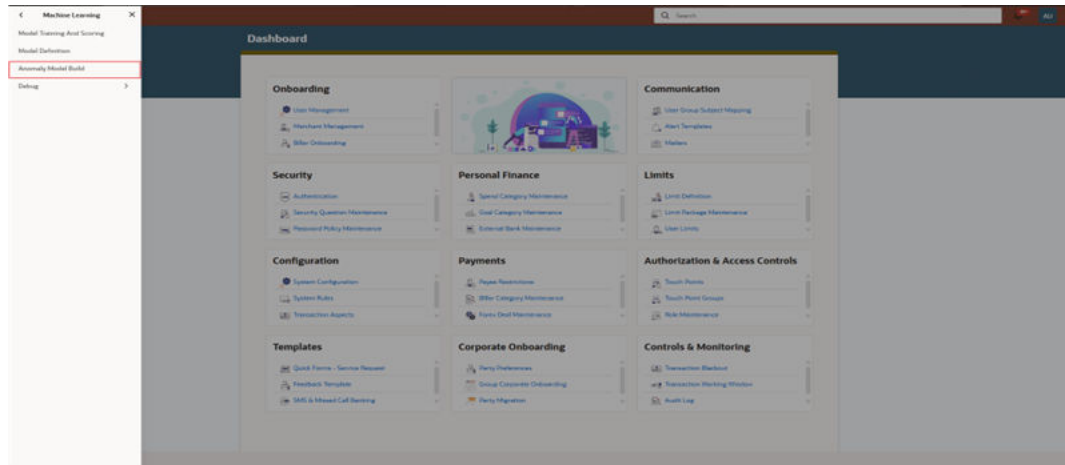 Machine Learning
Model Training And Scoring
Model Definition
Anomaly Model Build
Debug
Search
AU
Dashboard
Onboarding
User Management
Merchant Management
Biller Onboarding
Communication
User Group Subject Mapping
Alert Templates
Mailers
Security
Authentication
Security Question Maintenance
Password Policy Maintenance
Personal Finance
Spend Category Maintenance
Goal Category Maintenance
External Bank Maintenance
Limits
Limit Definition
Limit Package Maintenance
User Limits
Configuration
System Configuration
System Rules
Transaction Aspects
Payments
Payee Restrictions
Biller Category Maintenance
Forex Deal Maintenance
Authorization & Access Controls
Touch Points
Touch Point Groups
Role Maintenance
Templates
Quick Forms - Service Request
Feedback Template
SMS & Missed Call Banking
Corporate Onboarding
Party Preferences
Group Corporate Onboarding
Party Migration
Controls & Monitoring
Transaction Blackout
Transaction Working Window
Audit Log